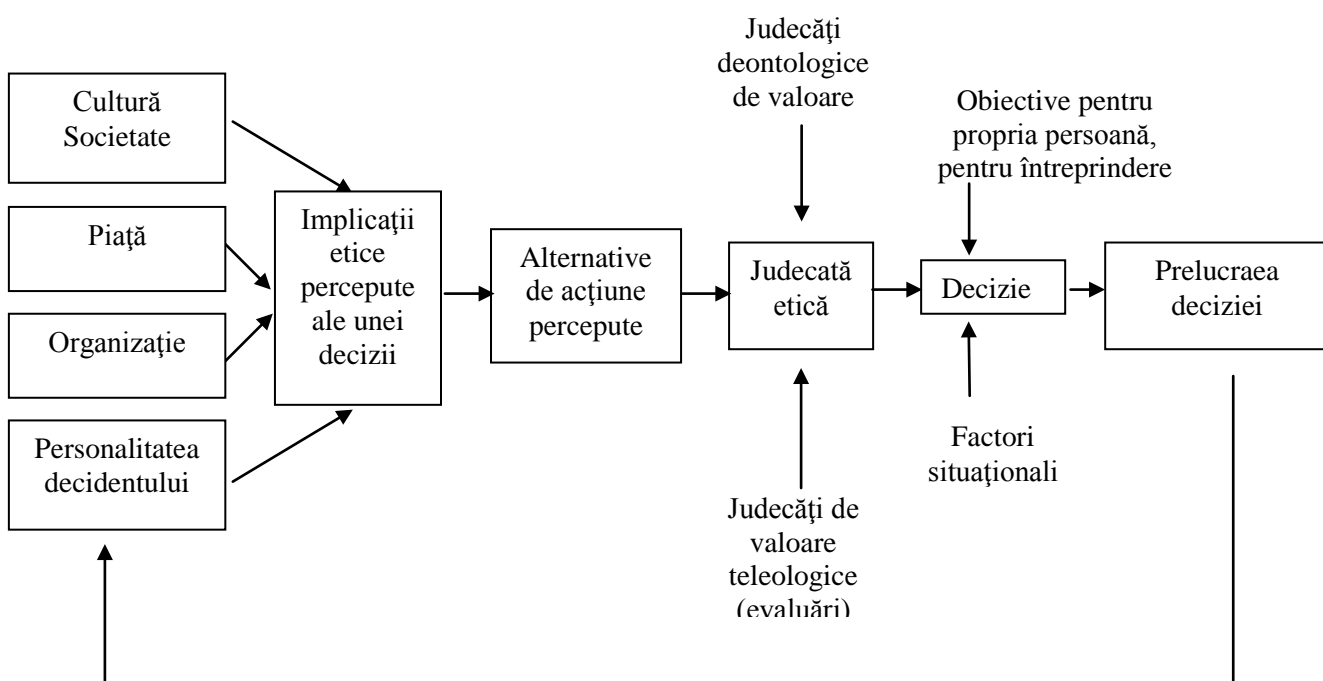 Cultură
Societate
Piaţă
Organizaţie
Personalitatea
decidentului
Implicaţii
etice
percepute
ale unei
decizii
Alternative
de acţiune
percepute
Judecăţi
deontologice
de valoare
Judecată
etică
Judecăţi de
valoare
teleologice
(evaluări)
Obiective pentru
propria persoană,
pentru întreprindere
Decizie
Factori
situaţionali
Prelucraea
deciziei